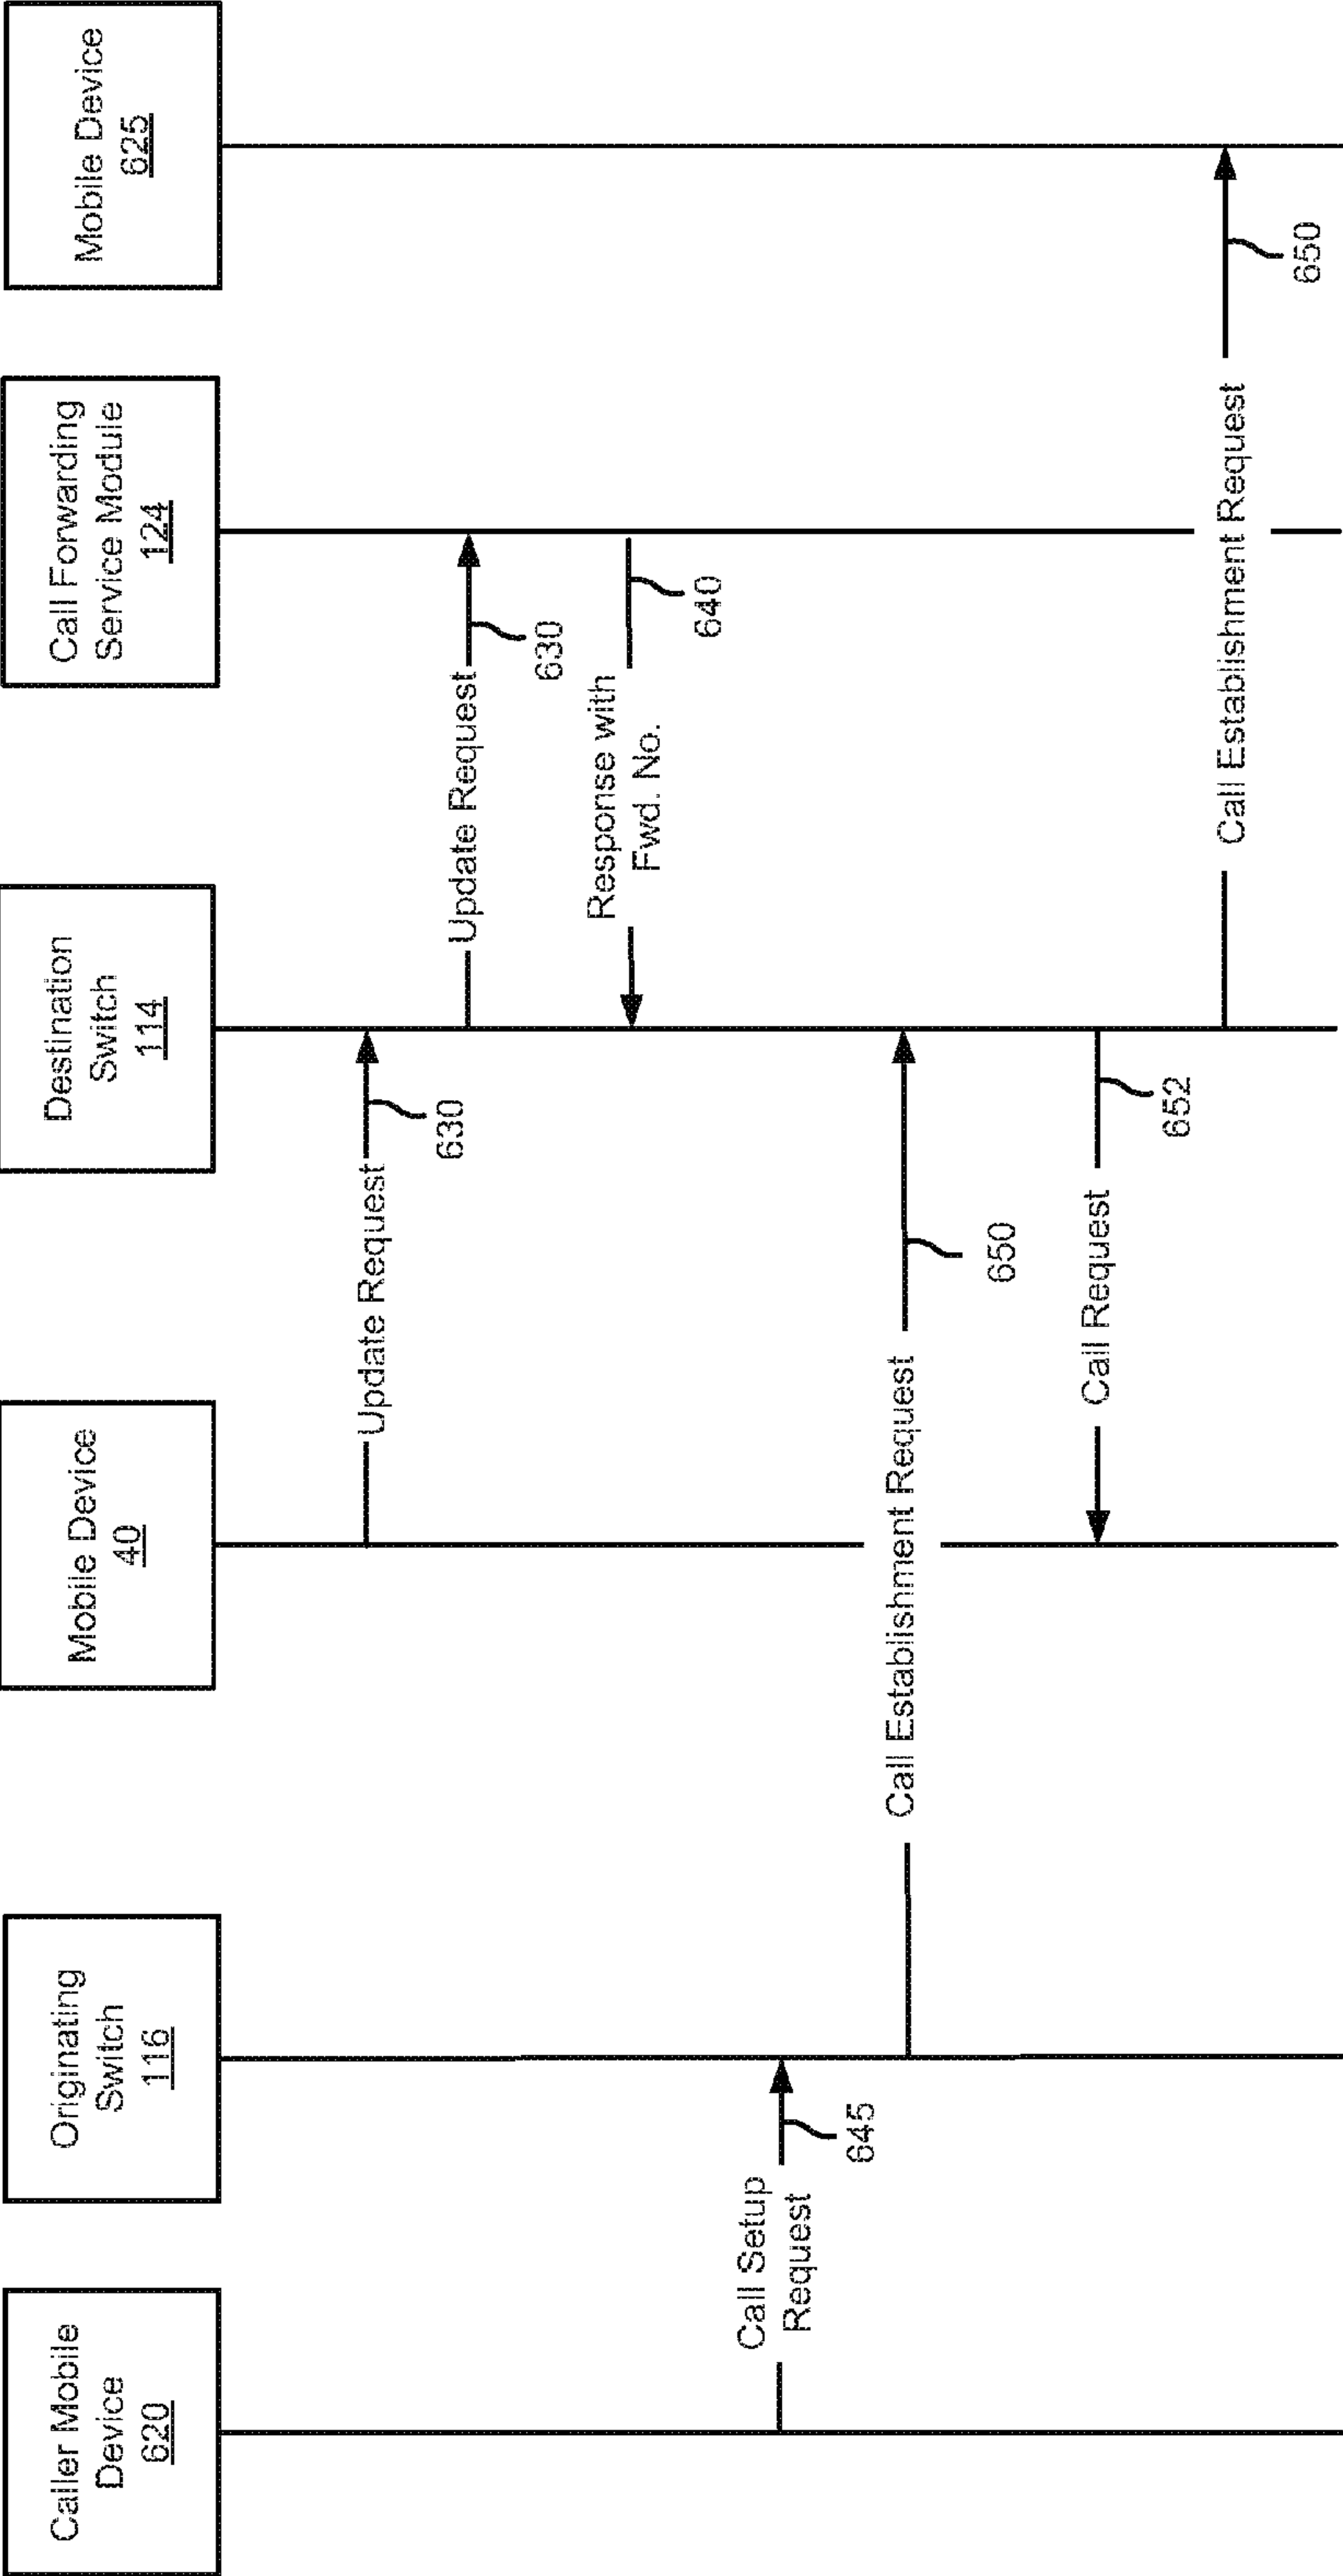 Caller Mobile
Device
620
Originating
Switch
116
Mobile Device
40
Destination
Switch
114
Call Forwarding
Service Module
124
Mobile Device
625
Update Request
630
Update Request
630
Response with
Fwd. No.
640
Call Setup
Request
645
Call Establishment Request
650
Call Request
652
Call Establishment Request
650